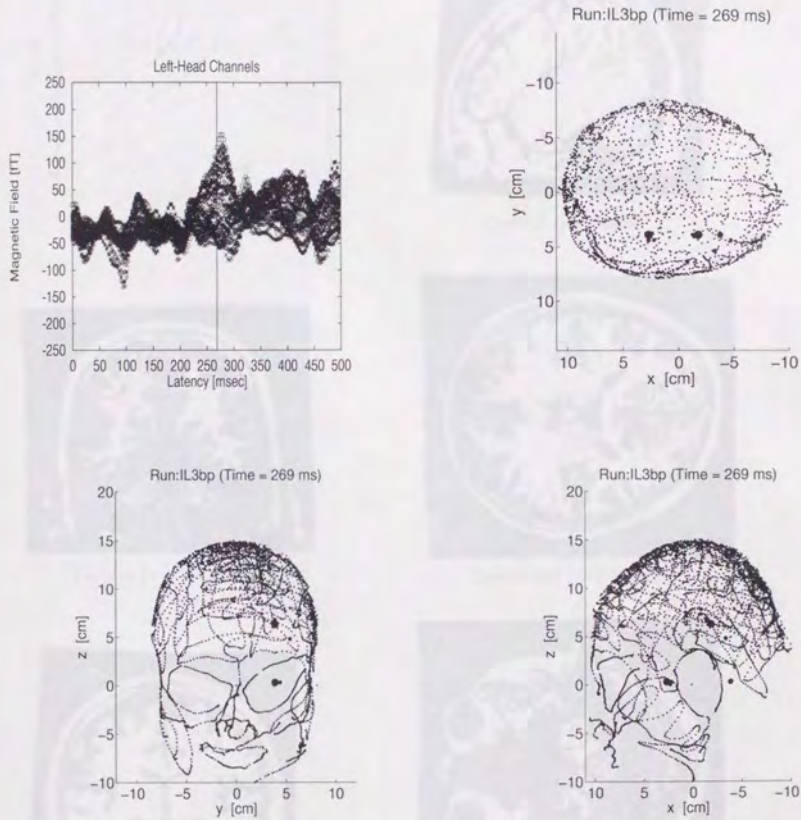 Left-Head Channels
Magnetic Field [fT]
250
200
150
100
50
0
-50
-100
-150
-200
-250
0 50 100 150 200 250 300 350 400 450 500
Latency [msec]
Run:IL3bp (Time = 269 ms)
y [cm]
-10
-5
0
5
10
10 5 0 -5 -10
x [cm]
Run:IL3bp (Time = 269 ms)
z [cm]
20
15
10
5
0
-5
-10
-10 -5 0 5 10
y [cm]
Run:IL3bp (Time = 269 ms)
z [cm]
20
15
10
5
0
-5
-10
10 5 0 -5 -10
x [cm]